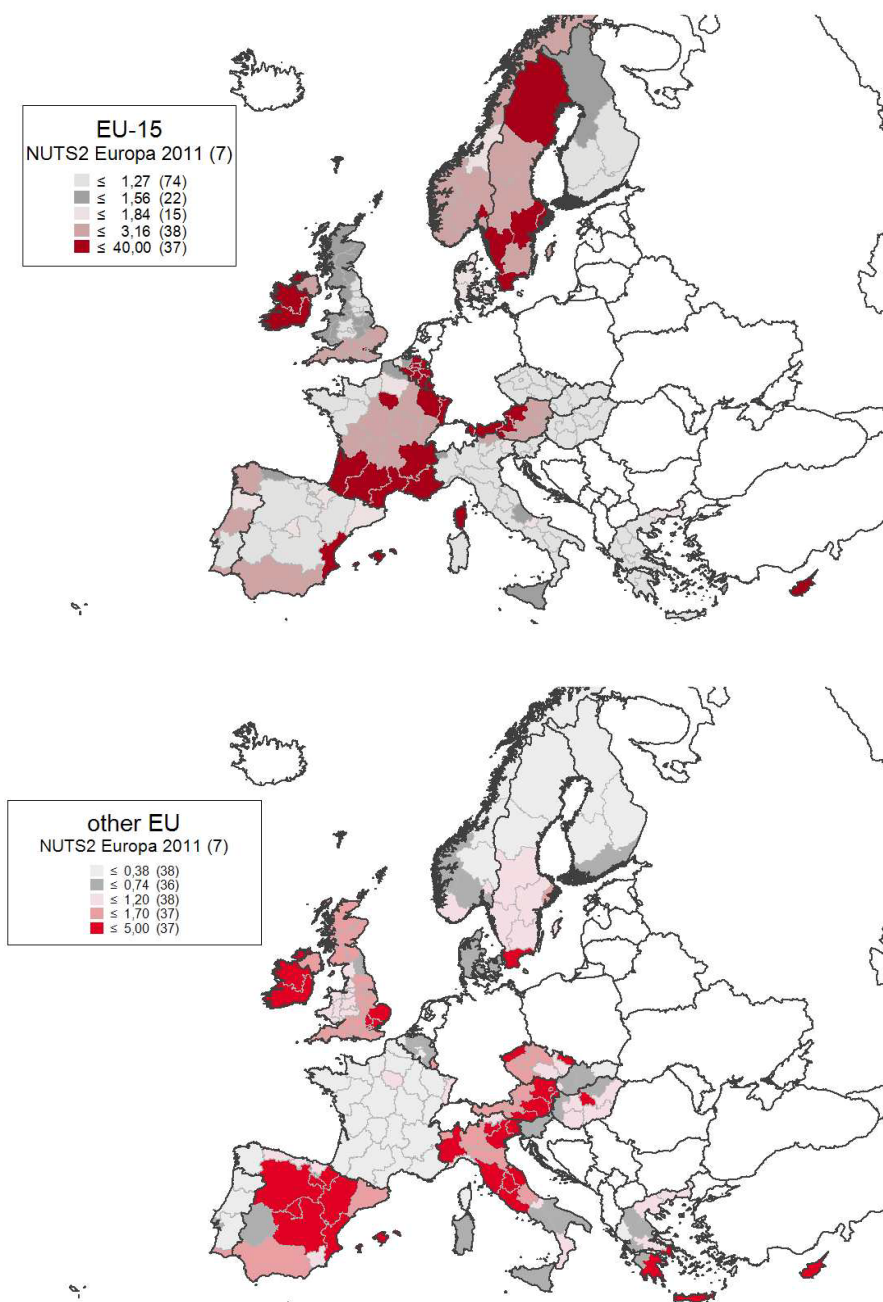 EU-15
NUTS2 Europa 2011 (7)
≤ 1,27 (74)
≤ 1,56 (22)
≤ 1,84 (15)
≤ 3,16 (38)
≤ 40,00 (37)
other EU
NUTS2 Europa 2011 (7)
≤ 0,38 (38)
≤ 0,74 (36)
≤ 1,20 (38)
≤ 1,70 (37)
≤ 5,00 (37)